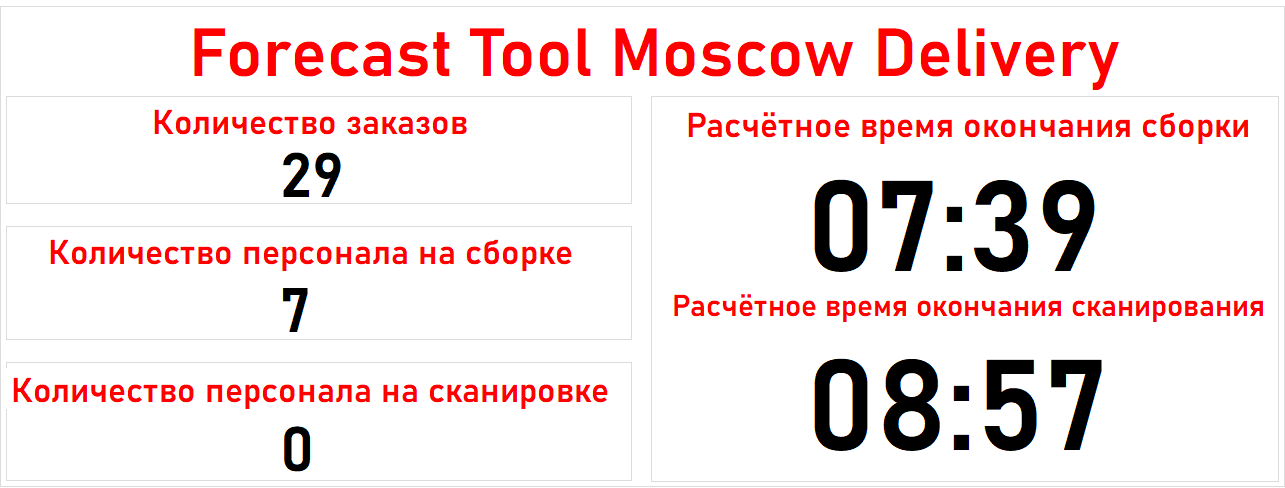 Forecast Tool Moscow Delivery
Количество заказов
29
Количество персонала на сборке
7
Количество персонала на сканировке
0
Расчётное время окончания сборки
07:39
Расчётное время окончания сканирования
08:57